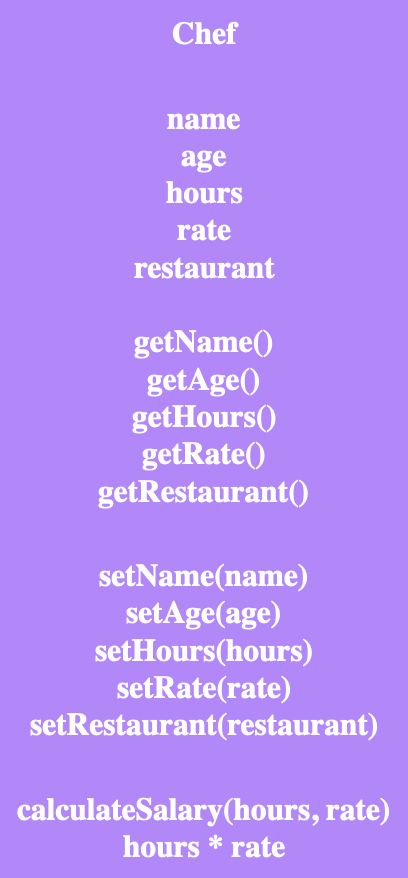 Chef
name
age
hours
rate
restaurant
getName()
getAge()
getHours()
getRate()
getRestaurant()
setName(name)
setAge(age)
setHours(hours)
setRate(rate)
setRestaurant(restaurant)
calculateSalary(hours, rate)
hours * rate